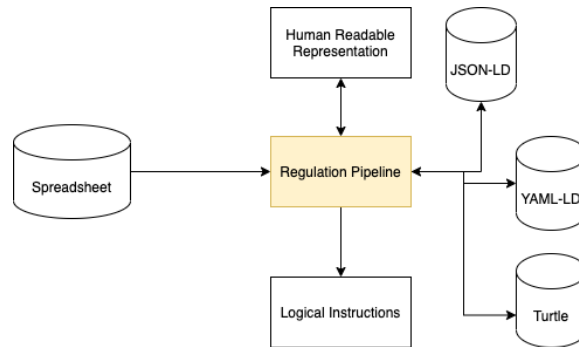 Human Readable
Representation
JSON-LD
Spreadsheet
Regulation Pipeline
YAML-LD
Logical Instructions
Turtle